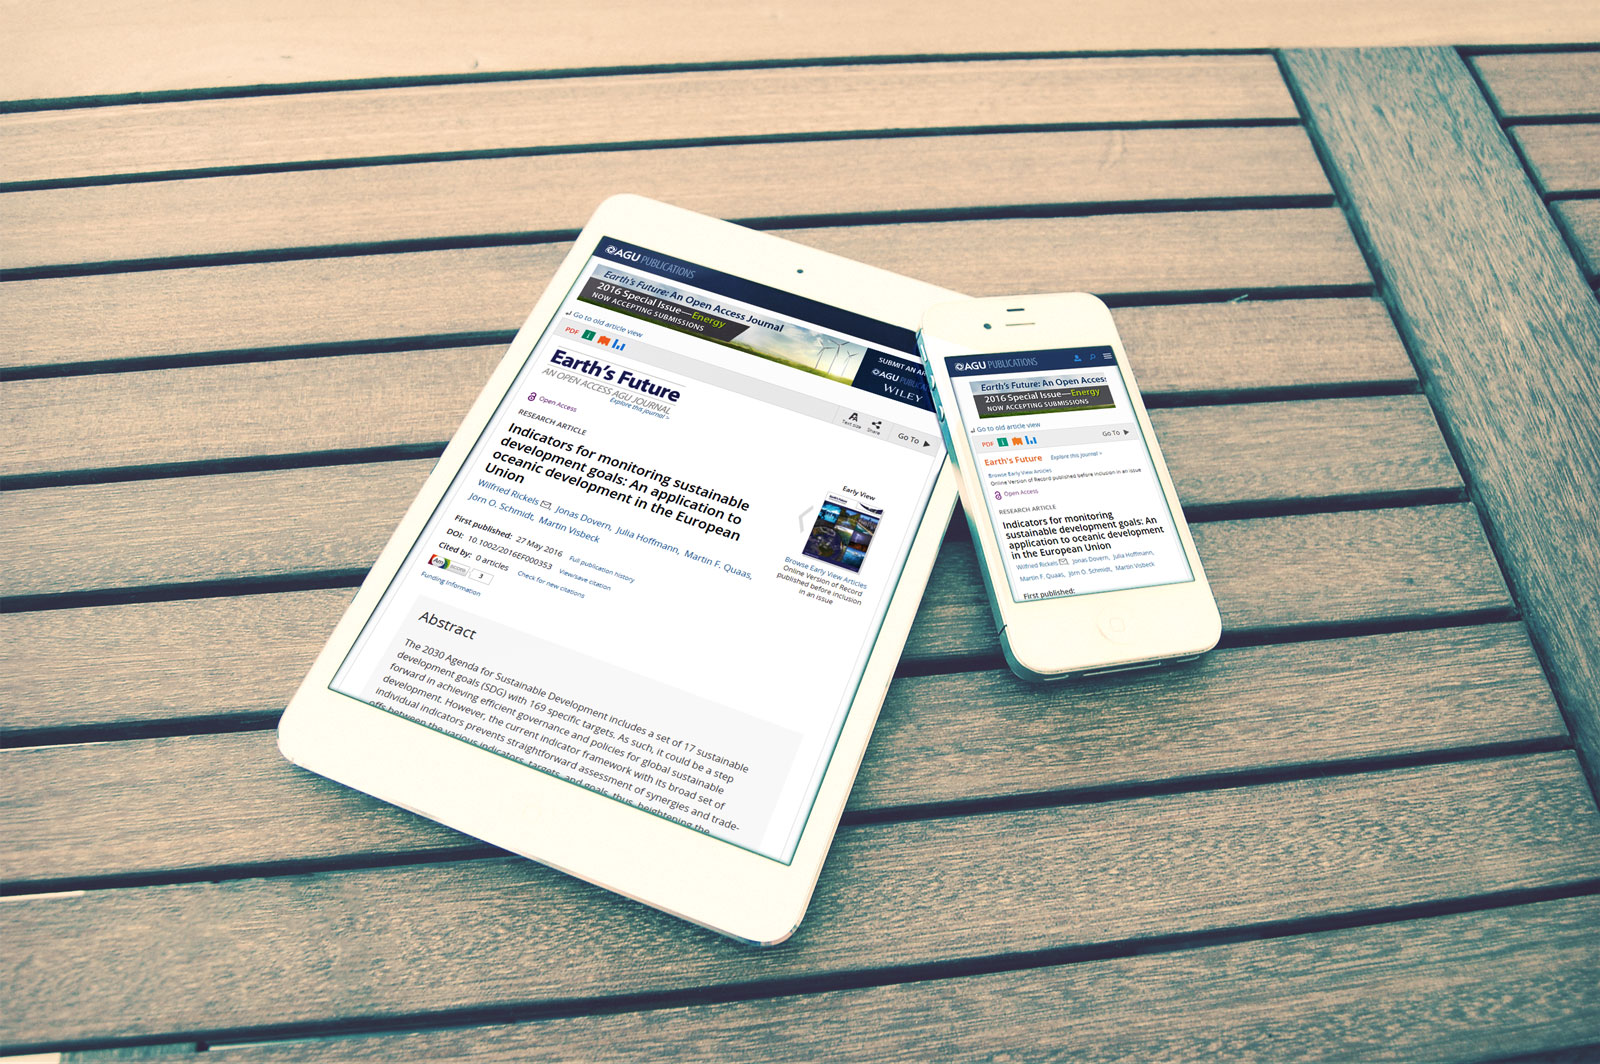 AGU PUBLICATIONS
Earth's Future: An Open Access Journal
2016 Special Issue—Energy
NOW ACCEPTING SUBMISSIONS
SUBMIT AN AR
AGU PUBLIC
WILEY
Go to old article view
PDF
Text size
Share
Go To
Earth's Future
AN OPEN ACCESS AGU JOURNAL
Explore this journal >
Open Access
RESEARCH ARTICLE
Indicators for monitoring sustainable
development goals: An application to
oceanic development in the European
Union
Wilfried Rickels, Jonas Dovern, Julia Hoffmann, Martin F. Quaas,
Jorn O. Schmidt, Martin Visbeck
First published: 27 May 2016 Full publication history
DOI: 10.1002/2016EF000353 View/save citation
Cited by: 0 articles Check for new citations
Am score 3
Funding Information
Early View
Browse Early View Articles
Online Version of Record
published before inclusion
in an issue
Abstract
The 2030 Agenda for Sustainable Development includes a set of 17 sustainable
development goals (SDG) with 169 specific targets. As such, it could be a step
forward in achieving efficient governance and policies for global sustainable
development. However, the current indicator framework with its broad set of
individual indicators prevents straightforward assessment of synergies and trade-
offs between the various indicators, targets, and goals, thus, heightening the
AGU PUBLICATIONS
Earth's Future: An Open Acces
2016 Special Issue—Energy
NOW ACCEPTING SUBMISSIONS
Go to old article view
PDF
Go To
Earth's Future Explore this journal >
Browse Early View Articles
Online Version of Record published before inclusion in an issue
Open Access
RESEARCH ARTICLE
Indicators for monitoring
sustainable development goals: An
application to oceanic development
in the European Union
Wilfried Rickels, Jonas Dovern, Julia Hoffmann,
Martin F. Quaas, Jörn O. Schmidt, Martin Visbeck
First published: